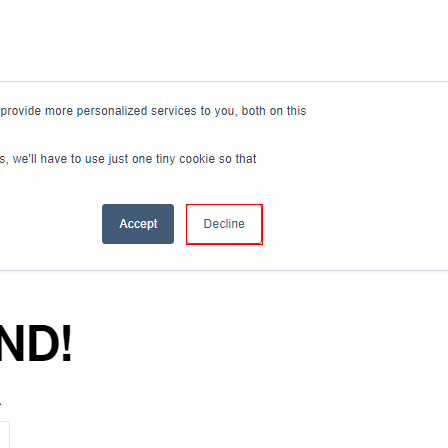 provide more personalized services to you, both on this
s, we'll have to use just one tiny cookie so that
Accept
Decline
ND!